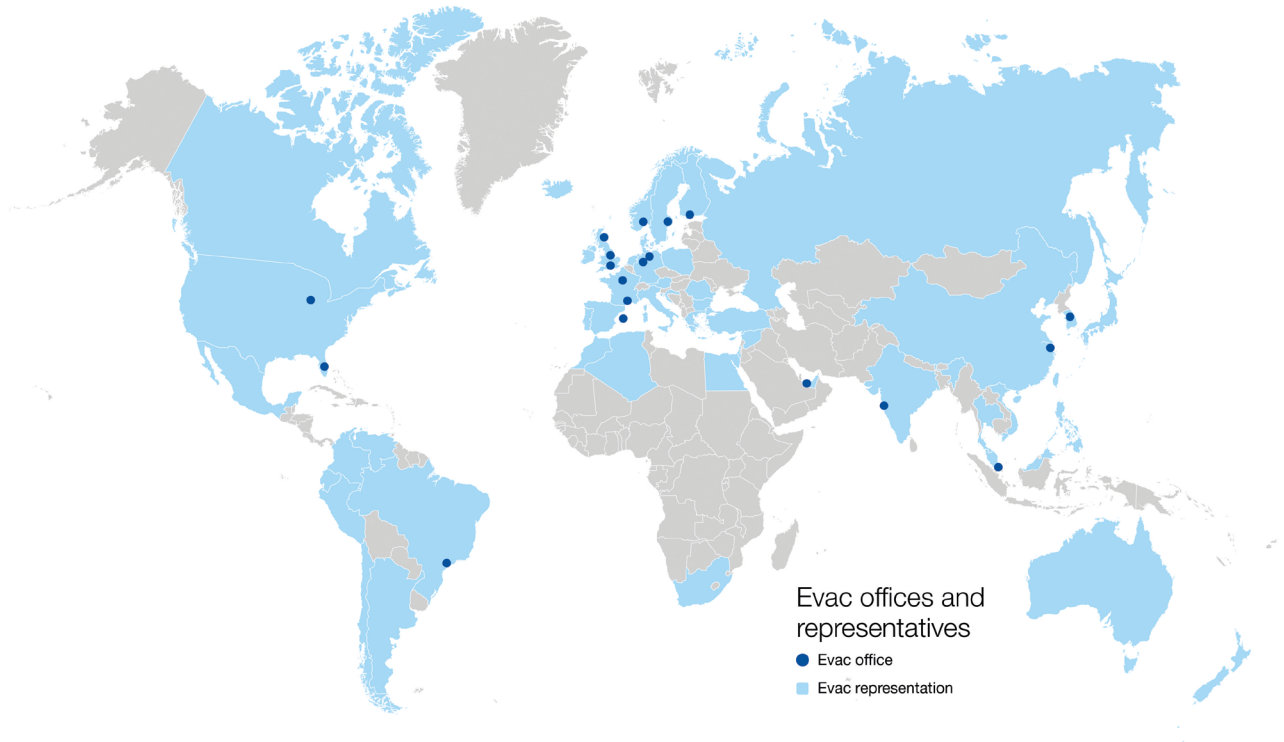 Evac offices and
representatives
Evac office
Evac representation